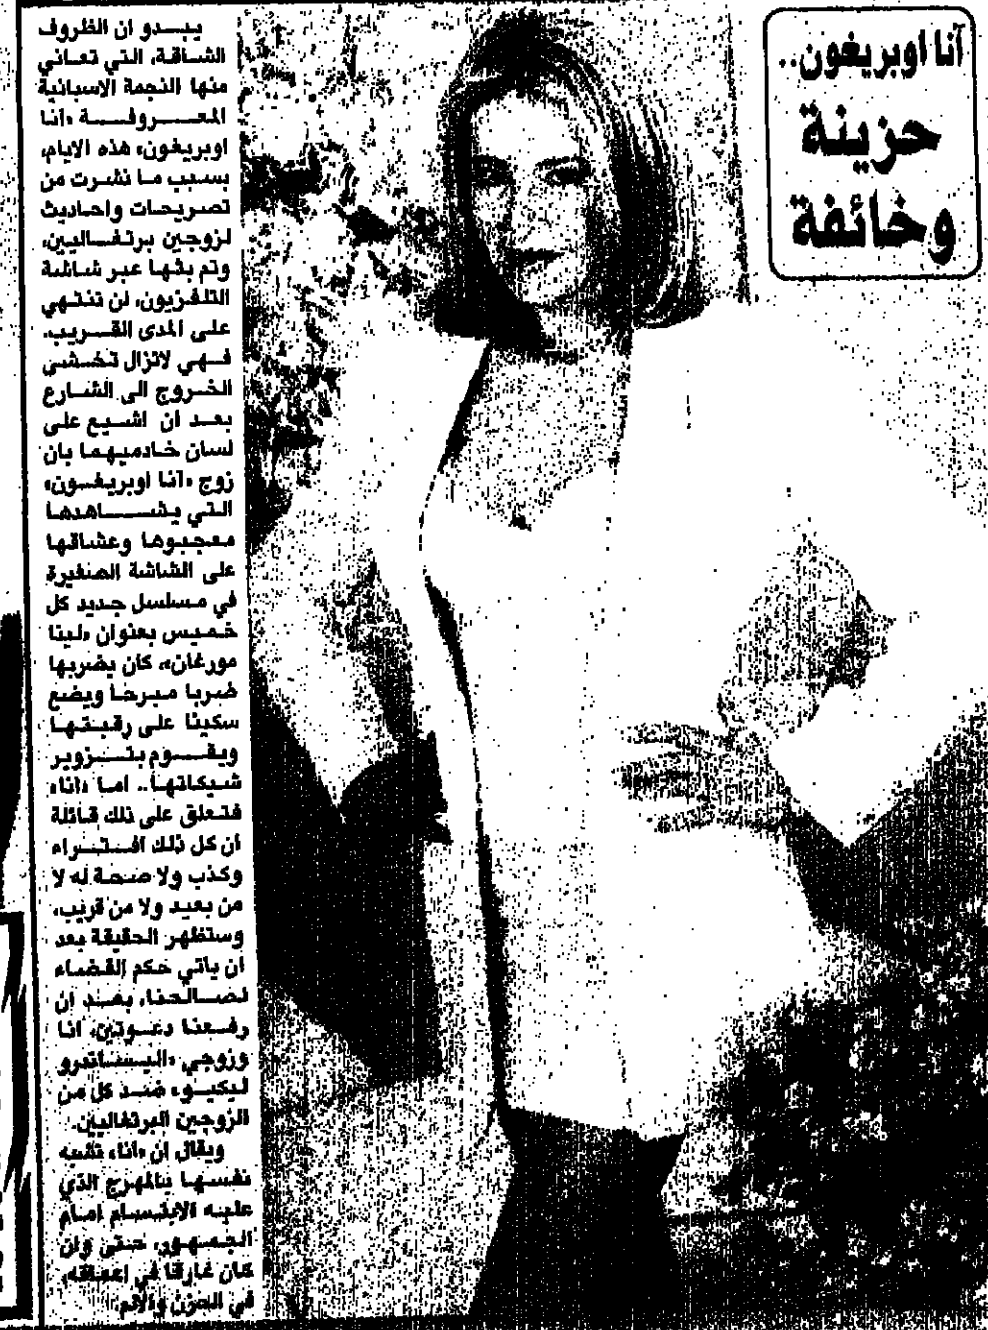 آنا اوبريغون..
حزينة
وخائفة
يبدو ان الظروف
الشاقة، التي تعاني
منها النجمة الاسبانية
المعروفة «آنا
اوبريغون» هذه الايام،
بسبب ما نشرت من
تصريحات واحاديث
لزوجين برتغاليين،
وتم بثها عبر شاشة
التلفزيون، لن تنتهي
على المدى القريب.
فهي لاتزال تخشى
الخروج الى الشارع
بعد ان اشيع على
لسان خادميهما بان
زوج «آنا اوبريغون»
التي يشاهدها
معجبوها وعشاقها
على الشاشة الصغيرة
في مسلسل جديد كل
خميس بعنوان «لينا
مورغان»، كان يضربها
ضربا مبرحا ويضع
سكينا على رقبتها
ويقوم بتزوير
شيكاتها.. اما «آنا»
فتعلق على ذلك قائلة
ان كل ذلك افتراء
وكذب ولا صحة له لا
من بعيد ولا من قريب،
وستظهر الحقيقة بعد
ان ياتي حكم القضاء
لصالحنا، بعد ان
رفعنا دعوتين، انا
وزوجي «اليساندرو
ليكيو» ضد كل من
الزوجين البرتغاليين.
ويقال ان «آنا» تشبه
نفسها بالمهرج الذي
عليه الابتسام امام
الجمهور، حتى وان
كان غارقا في اعماقه،
في الحزن والالم.